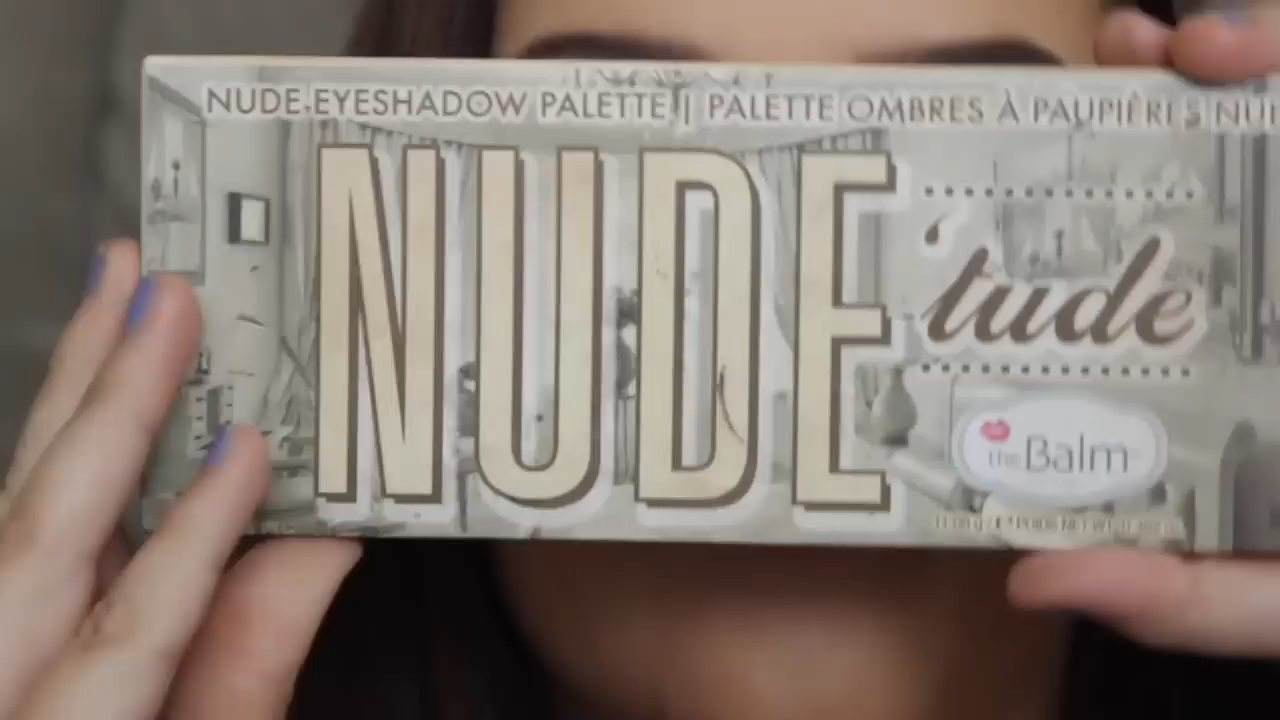 NUDE EYESHADOW PALETTE | PALETTE OMBRES À PAUPIÈRES
NUDE
'tude
theBalm